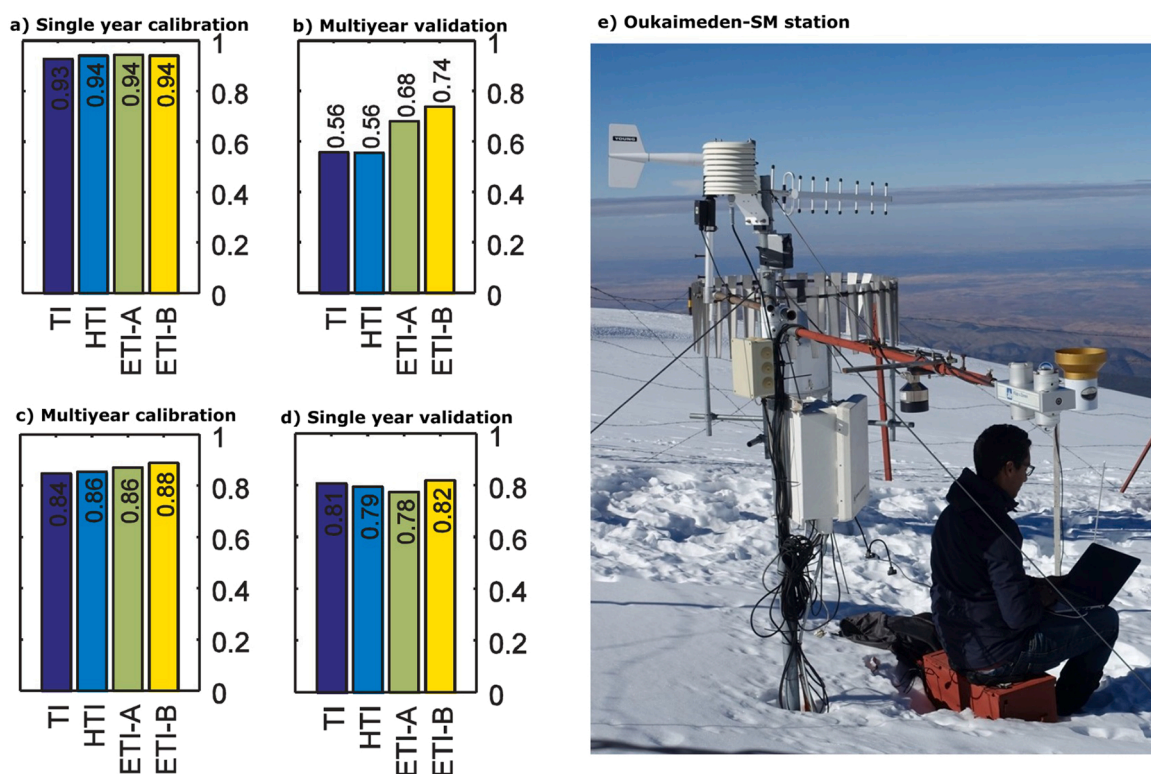 a) Single year calibration
1
0.8
0.6
0.4
0.2
0
0.93
0.94
0.94
0.94
TI
HTI
ETI-A
ETI-B
b) Multiyear validation
1
0.8
0.6
0.4
0.2
0
0.56
0.56
0.68
0.74
TI
HTI
ETI-A
ETI-B
c) Multiyear calibration
1
0.8
0.6
0.4
0.2
0
0.84
0.86
0.86
0.88
TI
HTI
ETI-A
ETI-B
d) Single year validation
1
0.8
0.6
0.4
0.2
0
0.81
0.79
0.78
0.82
TI
HTI
ETI-A
ETI-B
e) Oukaimeden-SM station
YOUNG